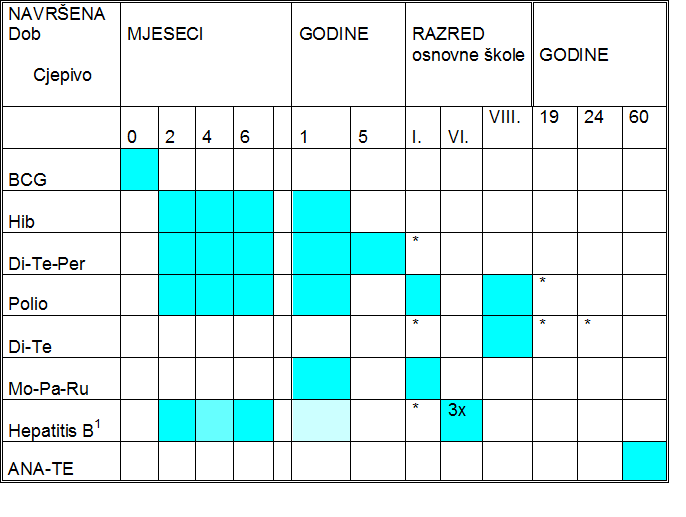 NAVRŠENA
Dob
Cjepivo
MJESECI
GODINE
RAZRED
osnovne škole
GODINE
0 2 4 6 1 5 I. VI. VIII. 19 24 60
BCG
Hib
Di-Te-Per *
Polio *
Di-Te * * *
Mo-Pa-Ru
Hepatitis B1 * 3x
ANA-TE